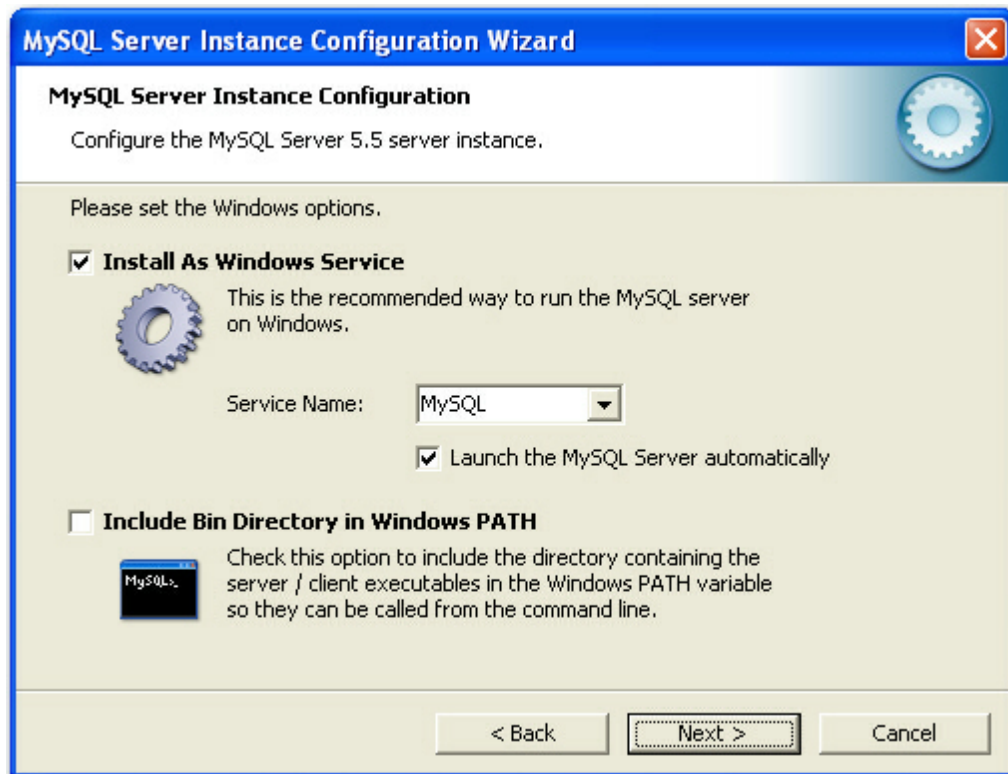 MySQL Server Instance Configuration Wizard
MySQL Server Instance Configuration
Configure the MySQL Server 5.5 server instance.
Please set the Windows options.
Install As Windows Service
This is the recommended way to run the MySQL server
on Windows.
Service Name: MySQL
Launch the MySQL Server automatically
Include Bin Directory in Windows PATH
MySQL>_
Check this option to include the directory containing the
server / client executables in the Windows PATH variable
so they can be called from the command line.
< Back Next > Cancel